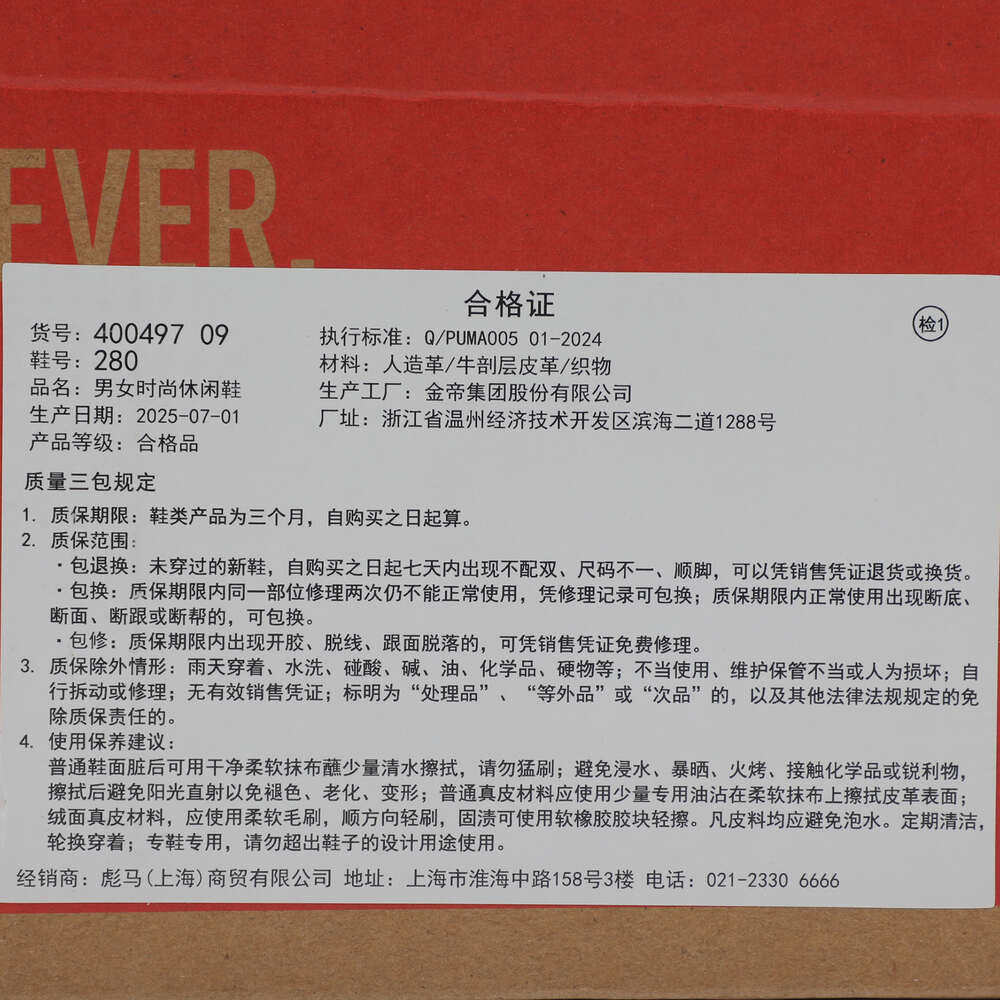 EVER.
合格证
检1
货号：400497 09
执行标准：Q/PUMA005 01-2024
鞋号：280
材料：人造革/牛剖层皮革/织物
品名：男女时尚休闲鞋
生产工厂：金帝集团股份有限公司
生产日期：2025-07-01
厂址：浙江省温州经济技术开发区滨海二道1288号
产品等级：合格品
质量三包规定
1. 质保期限：鞋类产品为三个月，自购买之日起算。
2. 质保范围：
·包退换：未穿过的新鞋，自购买之日起七天内出现不配双、尺码不一、顺脚，可以凭销售凭证退货或换货。
·包换：质保期限内同一部位修理两次仍不能正常使用，凭修理记录可包换；质保期限内正常使用出现断底、
断面、断跟或断帮的，可包换。
·包修：质保期限内出现开胶、脱线、跟面脱落的，可凭销售凭证免费修理。
3. 质保除外情形：雨天穿着、水洗、碰酸、碱、油、化学品、硬物等；不当使用、维护保管不当或人为损坏；自
行拆动或修理；无有效销售凭证；标明为“处理品”、“等外品”或“次品”的，以及其他法律法规规定的免
除质保责任的。
4. 使用保养建议：
普通鞋面脏后可用干净柔软抹布蘸少量清水擦拭，请勿猛刷；避免浸水、暴晒、火烤、接触化学品或锐利物，
擦拭后避免阳光直射以免褪色、老化、变形；普通真皮材料应使用少量专用油沾在柔软抹布上擦拭皮革表面；
绒面真皮材料，应使用柔软毛刷，顺方向轻刷，固渍可使用软橡胶胶块轻擦。凡皮料均应避免泡水。定期清洁，
轮换穿着；专鞋专用，请勿超出鞋子的设计用途使用。
经销商：彪马(上海)商贸有限公司 地址：上海市淮海中路158号3楼 电话：021-2330 6666